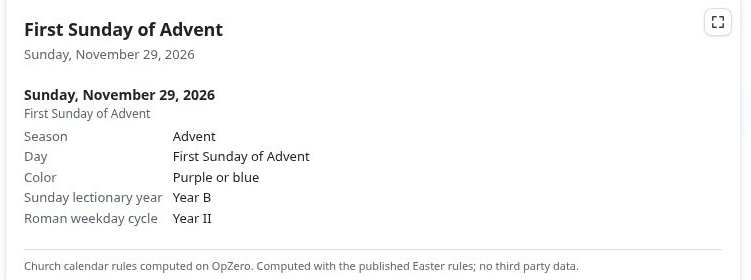 First Sunday of Advent
Sunday, November 29, 2026
Sunday, November 29, 2026
First Sunday of Advent
Season Advent
Day First Sunday of Advent
Color Purple or blue
Sunday lectionary year Year B
Roman weekday cycle Year II
Church calendar rules computed on OpZero. Computed with the published Easter rules; no third party data.